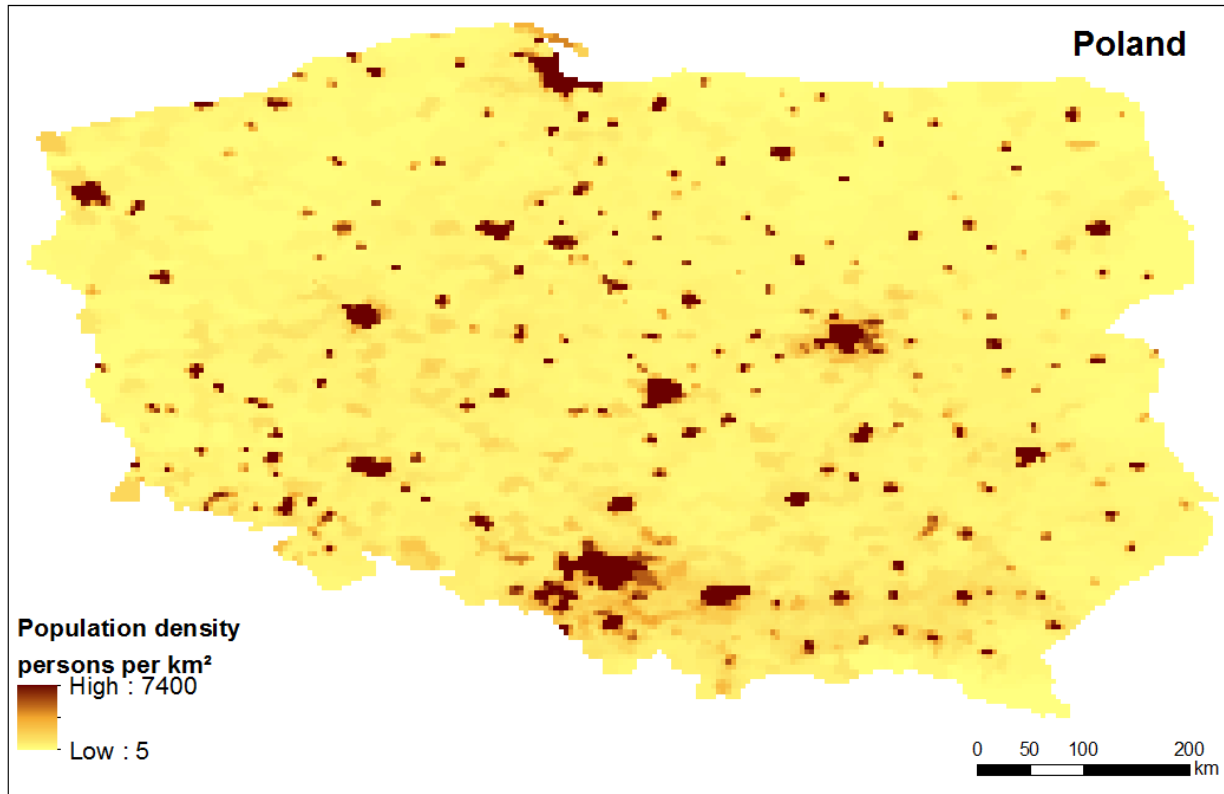 Poland
Population density
persons per km²
High : 7400
Low : 5
0 50 100 200
km